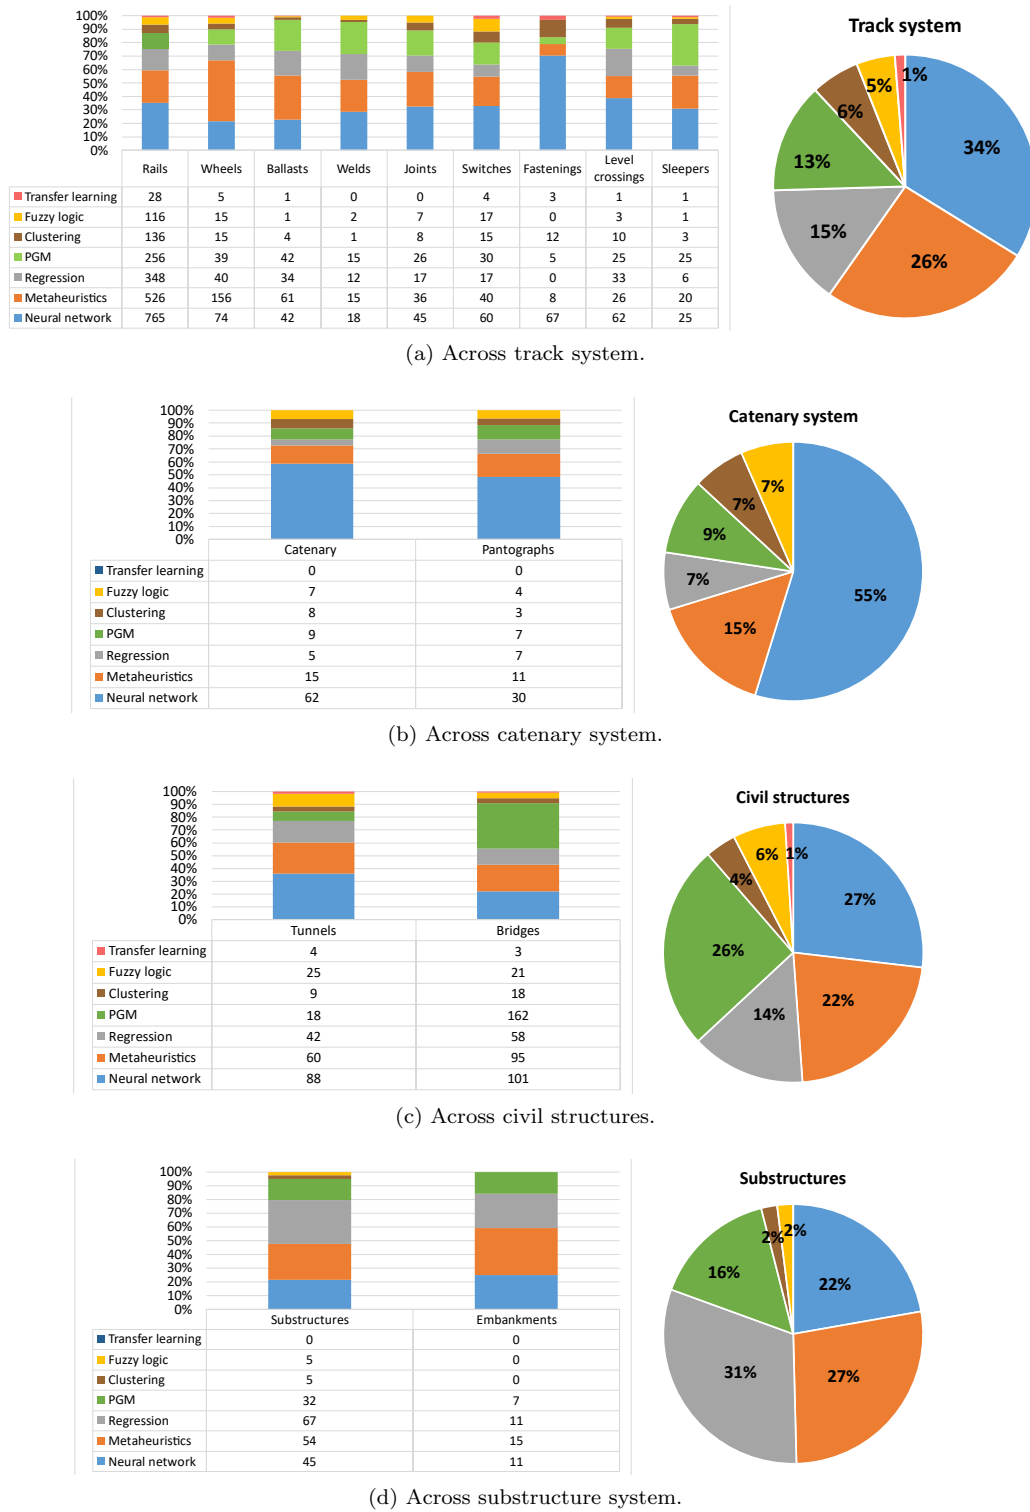 100%
90%
80%
70%
60%
50%
40%
30%
20%
10%
0%
Rails Wheels Ballasts Welds Joints Switches Fastenings Level crossings Sleepers
Transfer learning 28 5 1 0 0 4 3 1 1
Fuzzy logic 116 15 1 2 7 17 0 3 1
Clustering 136 15 4 1 8 15 12 10 3
PGM 256 39 42 15 26 30 5 25 25
Regression 348 40 34 12 17 17 0 33 6
Metaheuristics 526 156 61 15 36 40 8 26 20
Neural network 765 74 42 18 45 60 67 62 25
Track system
1%
5%
6%
34%
13%
15%
26%
(a) Across track system.
100%
90%
80%
70%
60%
50%
40%
30%
20%
10%
0%
Catenary Pantographs
Transfer learning 0 0
Fuzzy logic 7 4
Clustering 8 3
PGM 9 7
Regression 5 7
Metaheuristics 15 11
Neural network 62 30
Catenary system
7%
7%
9%
7%
55%
15%
(b) Across catenary system.
100%
90%
80%
70%
60%
50%
40%
30%
20%
10%
0%
Tunnels Bridges
Transfer learning 4 3
Fuzzy logic 25 21
Clustering 9 18
PGM 18 162
Regression 42 58
Metaheuristics 60 95
Neural network 88 101
Civil structures
6%
1%
4%
27%
26%
22%
14%
(c) Across civil structures.
100%
90%
80%
70%
60%
50%
40%
30%
20%
10%
0%
Substructures Embankments
Transfer learning 0 0
Fuzzy logic 5 0
Clustering 5 0
PGM 32 7
Regression 67 11
Metaheuristics 54 15
Neural network 45 11
Substructures
2%
2%
16%
22%
31%
27%
(d) Across substructure system.